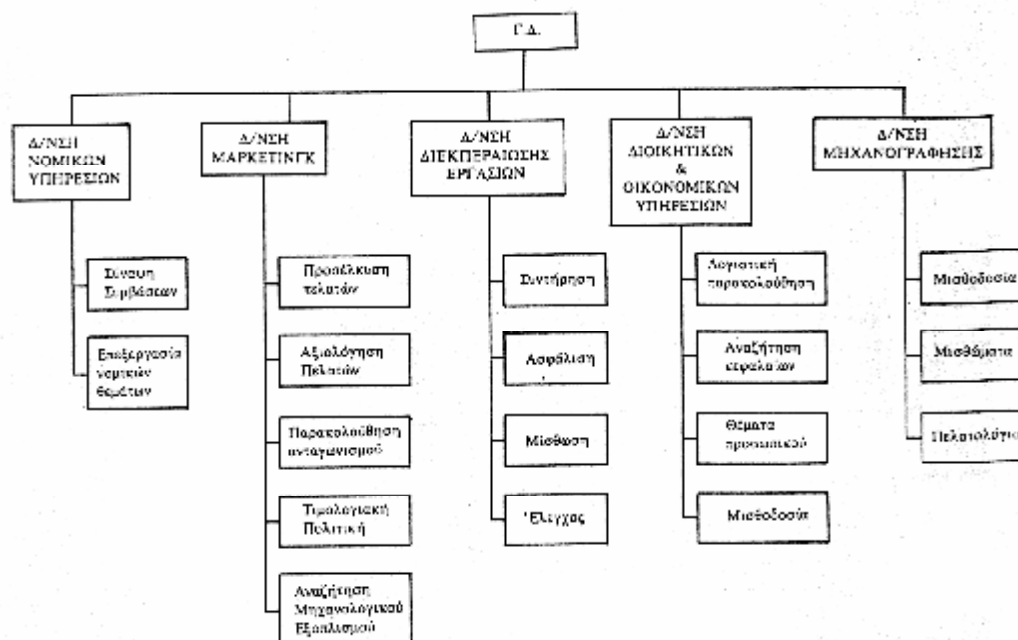 Γ.Δ.
Δ/ΝΣΗ
ΝΟΜΙΚΩΝ
ΥΠΗΡΕΣΙΩΝ
Σύναψη
Συμβάσεων
Επεξεργασία
νομικών
θεμάτων
Δ/ΝΣΗ
ΜΑΡΚΕΤΙΝΓΚ
Προσέλκυση
πελατών
Αξιολόγηση
Πελατών
Παρακολούθηση
ανταγωνισμού
Τιμολογιακή
Πολιτική
Αναζήτηση
Μηχανολογικού
Εξοπλισμού
Δ/ΝΣΗ
ΔΙΕΚΠΕΡΑΙΩΣΗΣ
ΕΡΓΑΣΙΩΝ
Συντήρηση
Ασφάλιση
Μίσθωση
Έλεγχος
Δ/ΝΣΗ
ΔΙΟΙΚΗΤΙΚΩΝ
&
ΟΙΚΟΝΟΜΙΚΩΝ
ΥΠΗΡΕΣΙΩΝ
Λογιστική
παρακολούθηση
Αναζήτηση
κεφαλαίων
Θέματα
προσωπικού
Μισθοδοσία
Δ/ΝΣΗ
ΜΗΧΑΝΟΓΡΑΦΗΣΗΣ
Μισθοδοσία
Μισθώματα
Πελατολόγιο